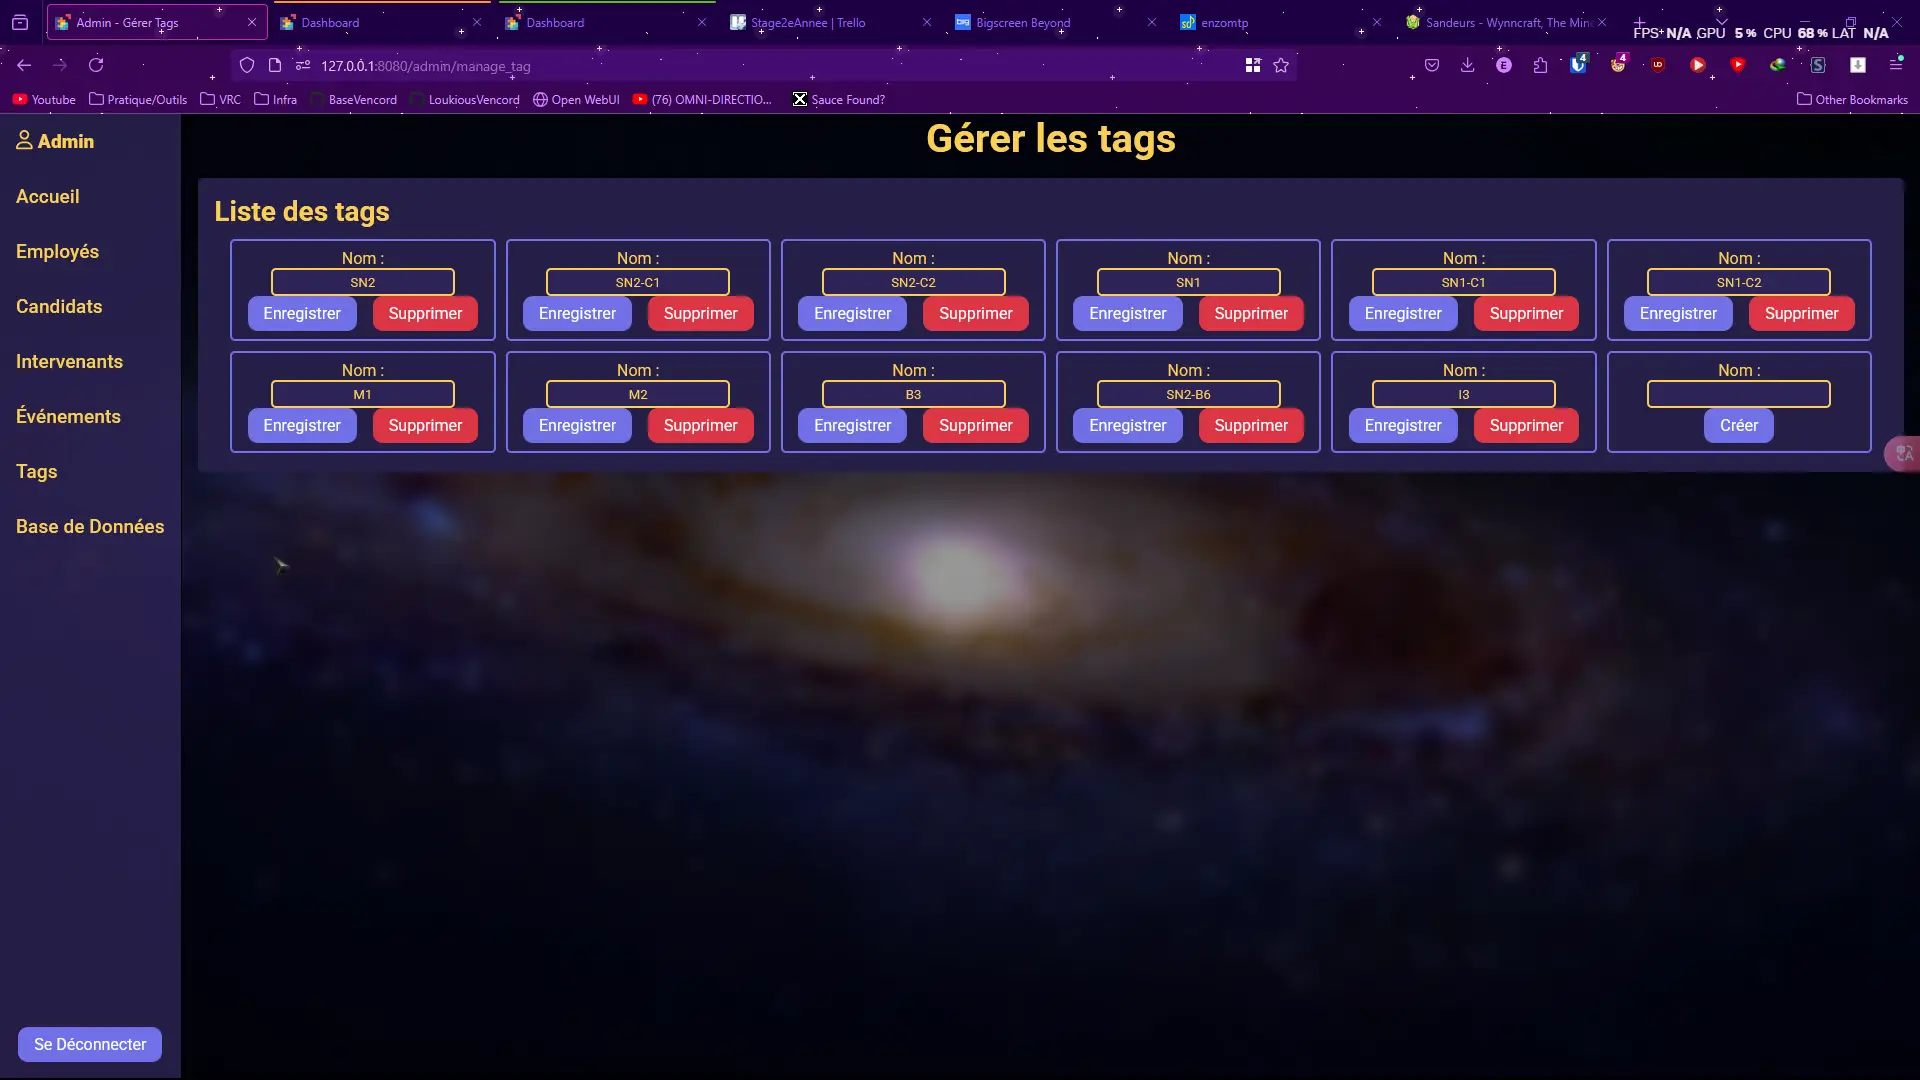 Admin - Gérer Tags
Dashboard
Dashboard
Stage2eAnnee | Trello
Bigscreen Beyond
enzomtp
Sandeurs - Wynncraft, The Min
FPS N/A GPU 5 % CPU 68 % LAT N/A
127.0.0.1:8080/admin/manage_tag
4
4
Youtube
Pratique/Outils
VRC
Infra
BaseVencord
LoukiousVencord
Open WebUI
(76) OMNI-DIRECTIO...
Sauce Found?
Other Bookmarks
Admin
Accueil
Employés
Candidats
Intervenants
Événements
Tags
Base de Données
Se Déconnecter
Gérer les tags
Liste des tags
Nom :
SN2
Enregistrer Supprimer
Nom :
SN2-C1
Enregistrer Supprimer
Nom :
SN2-C2
Enregistrer Supprimer
Nom :
SN1
Enregistrer Supprimer
Nom :
SN1-C1
Enregistrer Supprimer
Nom :
SN1-C2
Enregistrer Supprimer
Nom :
M1
Enregistrer Supprimer
Nom :
M2
Enregistrer Supprimer
Nom :
B3
Enregistrer Supprimer
Nom :
SN2-B6
Enregistrer Supprimer
Nom :
I3
Enregistrer Supprimer
Nom :
Créer